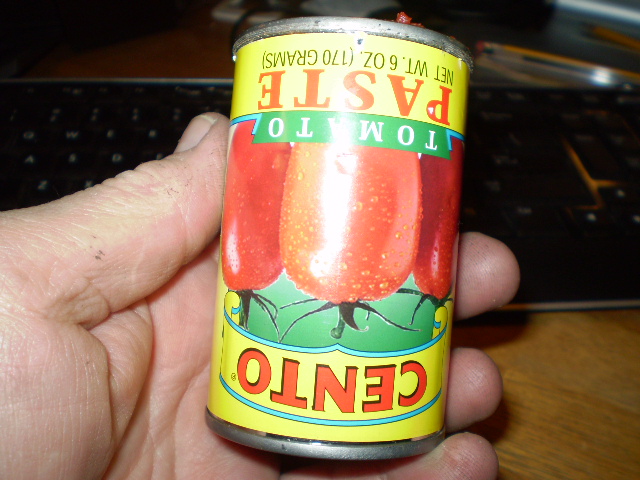 CENTO®
TOMATO
PASTE
NET WT. 6 OZ. (170 GRAMS)
Q W E
A S D